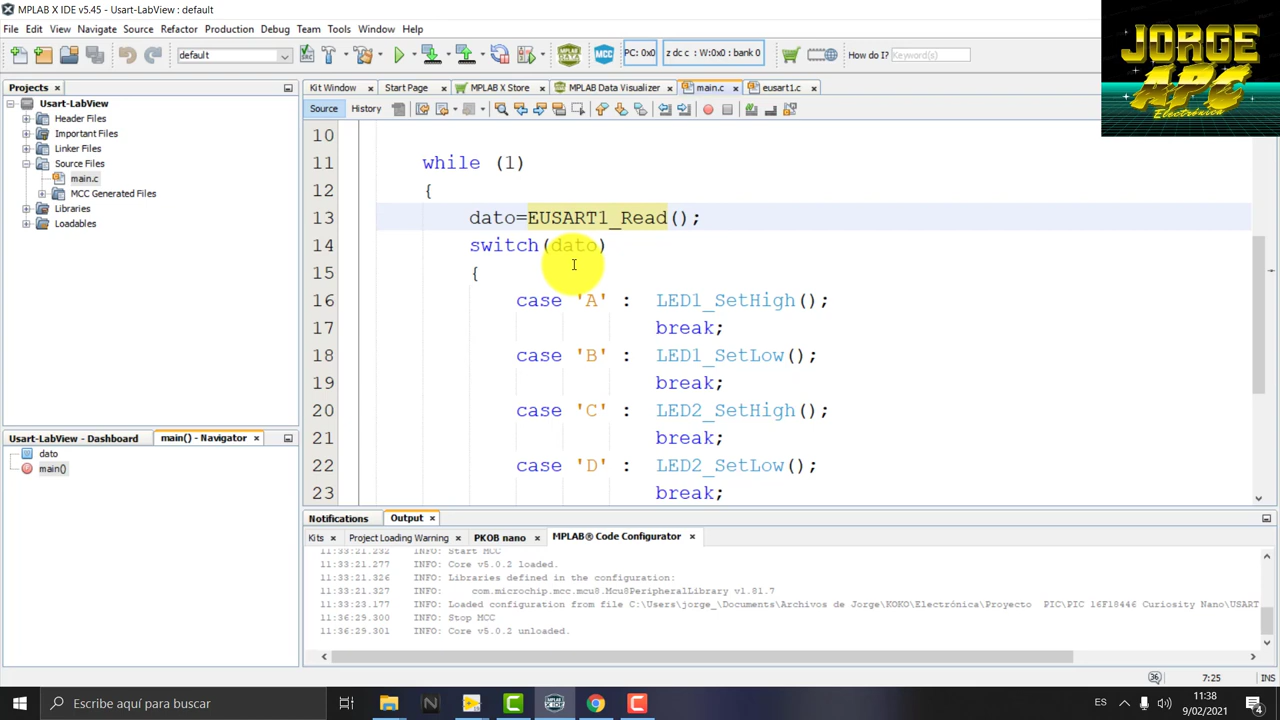 MPLAB X IDE v5.45 - Usart-LabView : default
File Edit View Navigate Source Refactor Production Debug Team Tools Window Help
default
PC: 0x0
z dc c : W:0x0 : bank 0
How do I?
Keyword(s)
JORGE
APC
Electrónica
Projects
Kit Window
Start Page
MPLAB X Store
MPLAB Data Visualizer
main.c
eusart1.c
Usart-LabView
Header Files
Important Files
Linker Files
Source Files
main.c
MCC Generated Files
Libraries
Loadables
Source History
10
11 while (1)
12 {
13 dato=EUSART1_Read();
14 switch(dato)
15 {
16 case 'A' : LED1_SetHigh();
17 break;
18 case 'B' : LED1_SetLow();
19 break;
20 case 'C' : LED2_SetHigh();
21 break;
22 case 'D' : LED2_SetLow();
23 break;
Usart-LabView - Dashboard
main() - Navigator
dato
main()
Notifications
Output
Kits
Project Loading Warning
PKOB nano
MPLAB® Code Configurator
11:33:21.232 INFO: Start MCC
11:33:21.264 INFO: Core v5.0.2 loaded.
11:33:21.326 INFO: Libraries defined in the configuration:
11:33:21.327 com.microchip.mcc.mcu8.Mcu8PeripheralLibrary v1.81.7
11:33:23.177 INFO: Loaded configuration from file C:\Users\jorge_\Documents\Archivos de Jorge\KOKO\Electrónica\Proyecto PIC\PIC 16F18446 Curiosity Nano\USART
11:36:29.300 INFO: Stop MCC
11:36:29.301 INFO: Core v5.0.2 unloaded.
36
7:25
INS
Escribe aquí para buscar
ES
11:38
9/02/2021
4